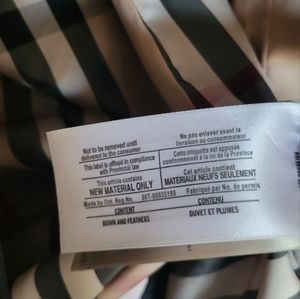 Not to be removed until
delivered to the consumer
Ne pas enlever avant la
livraison au consommateur
This label is affixed in compliance
with Provincial law
Cette étiquette est apposée
conformément à la loi de la Province
This article contains
NEW MATERIAL ONLY
Cet article contient
MATÉRIAUX NEUFS SEULEMENT
Made by Ont. Reg. No.
Fabriqué par No. de permis
08T-00035189
CONTENT
CONTENU
DOWN AND FEATHERS
DUVET ET PLUMES